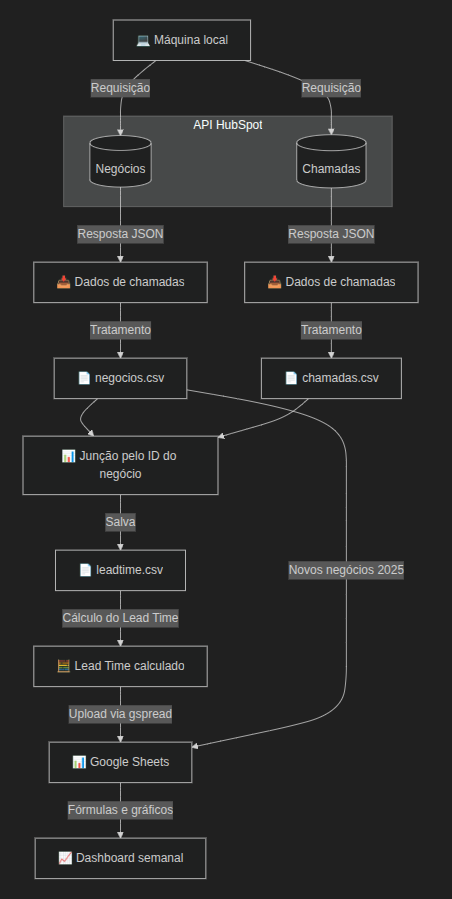 💻 Máquina local
Requisição
Requisição
API HubSpot
Negócios
Chamadas
Resposta JSON
Resposta JSON
📥 Dados de chamadas
📥 Dados de chamadas
Tratamento
Tratamento
📄 negocios.csv
📄 chamadas.csv
📊 Junção pelo ID do
negócio
Salva
📄 leadtime.csv
Novos negócios 2025
Cálculo do Lead Time
🧮 Lead Time calculado
Upload via gspread
📊 Google Sheets
Fórmulas e gráficos
📈 Dashboard semanal